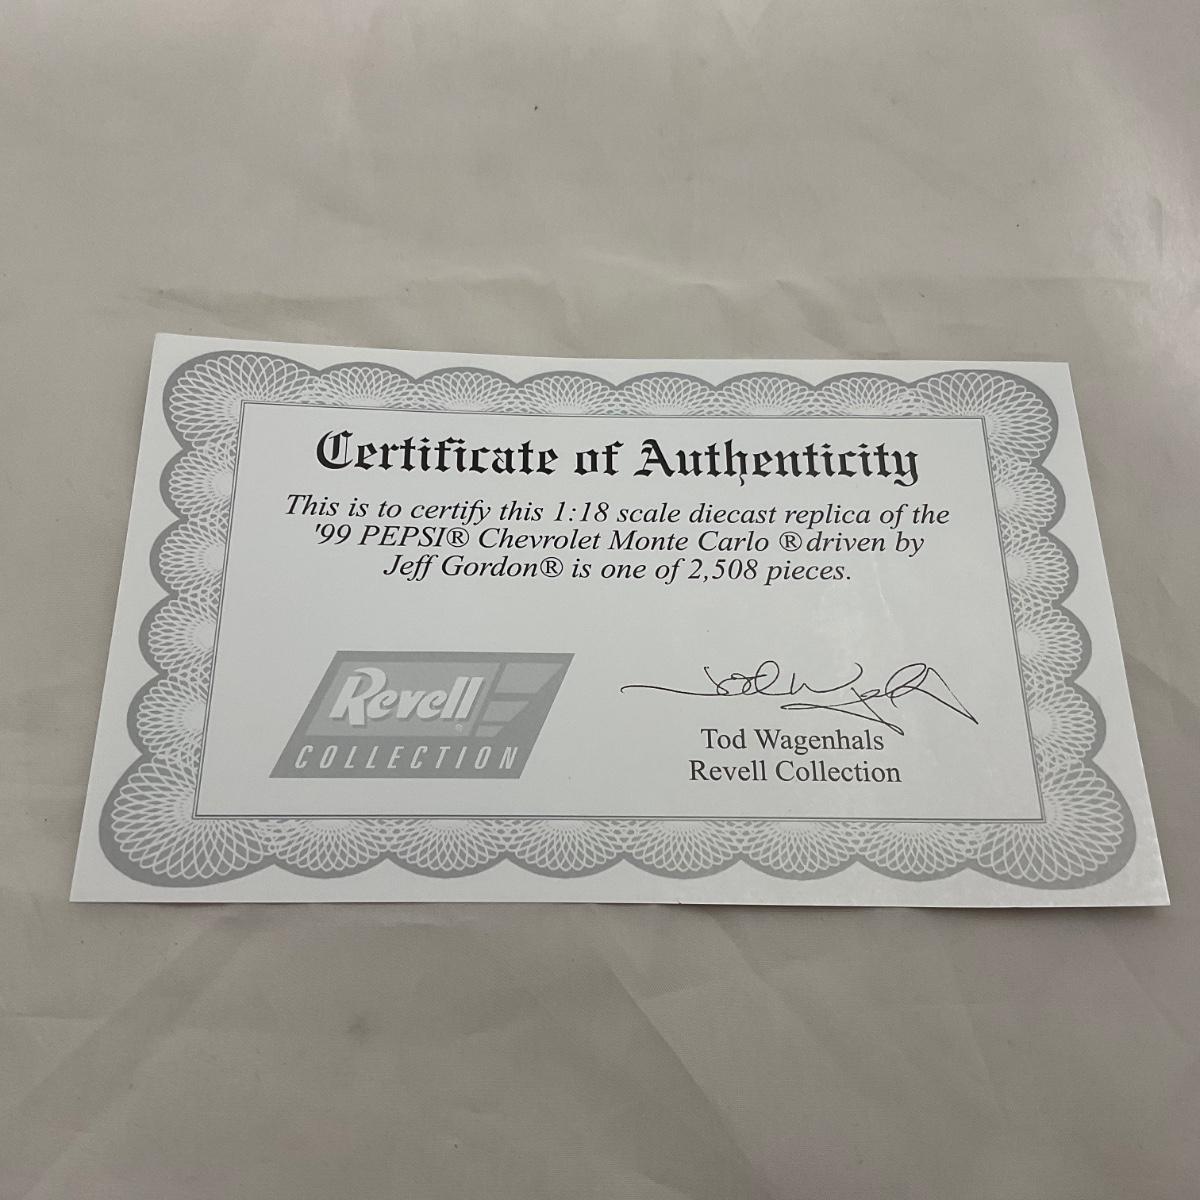 Certificate of Authenticity
This is to certify this 1:18 scale diecast replica of the
'99 PEPSI® Chevrolet Monte Carlo ® driven by
Jeff Gordon® is one of 2,508 pieces.
Revell®
COLLECTION
Tod Wagenhals
Revell Collection